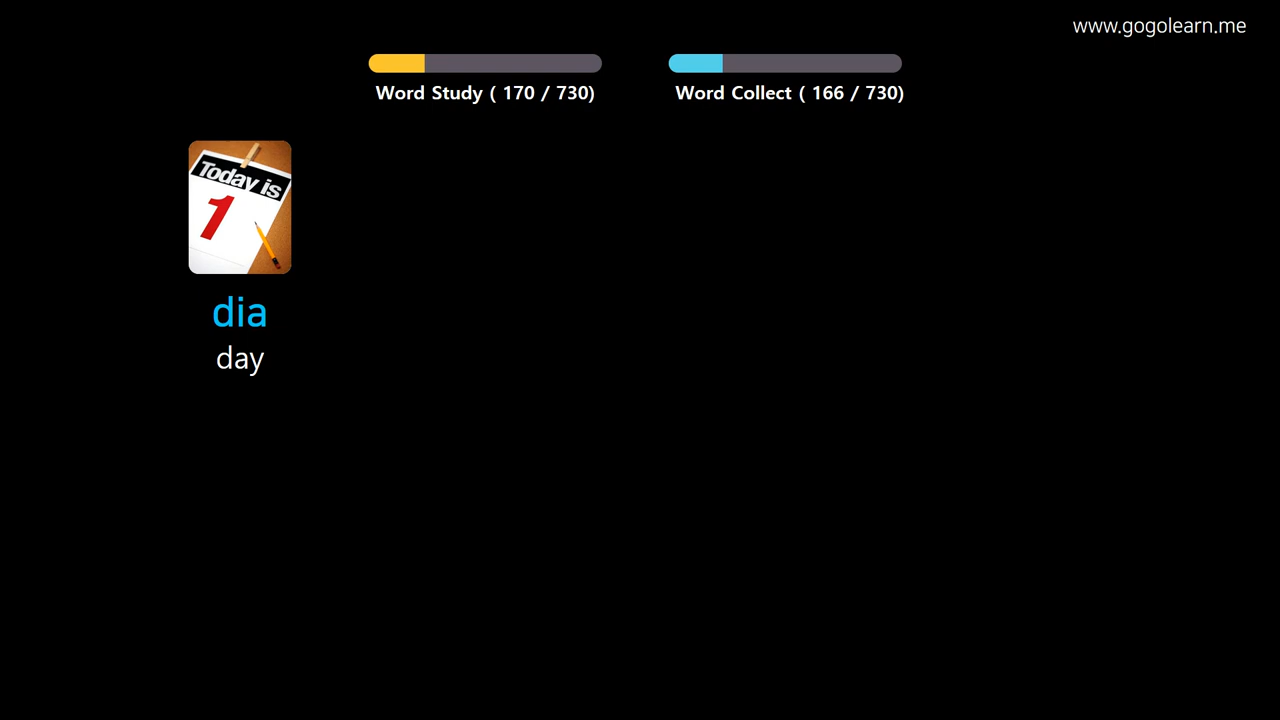 www.gogolearn.me
Word Study ( 170 / 730)
Word Collect ( 166 / 730)
Today is
1
dia
day